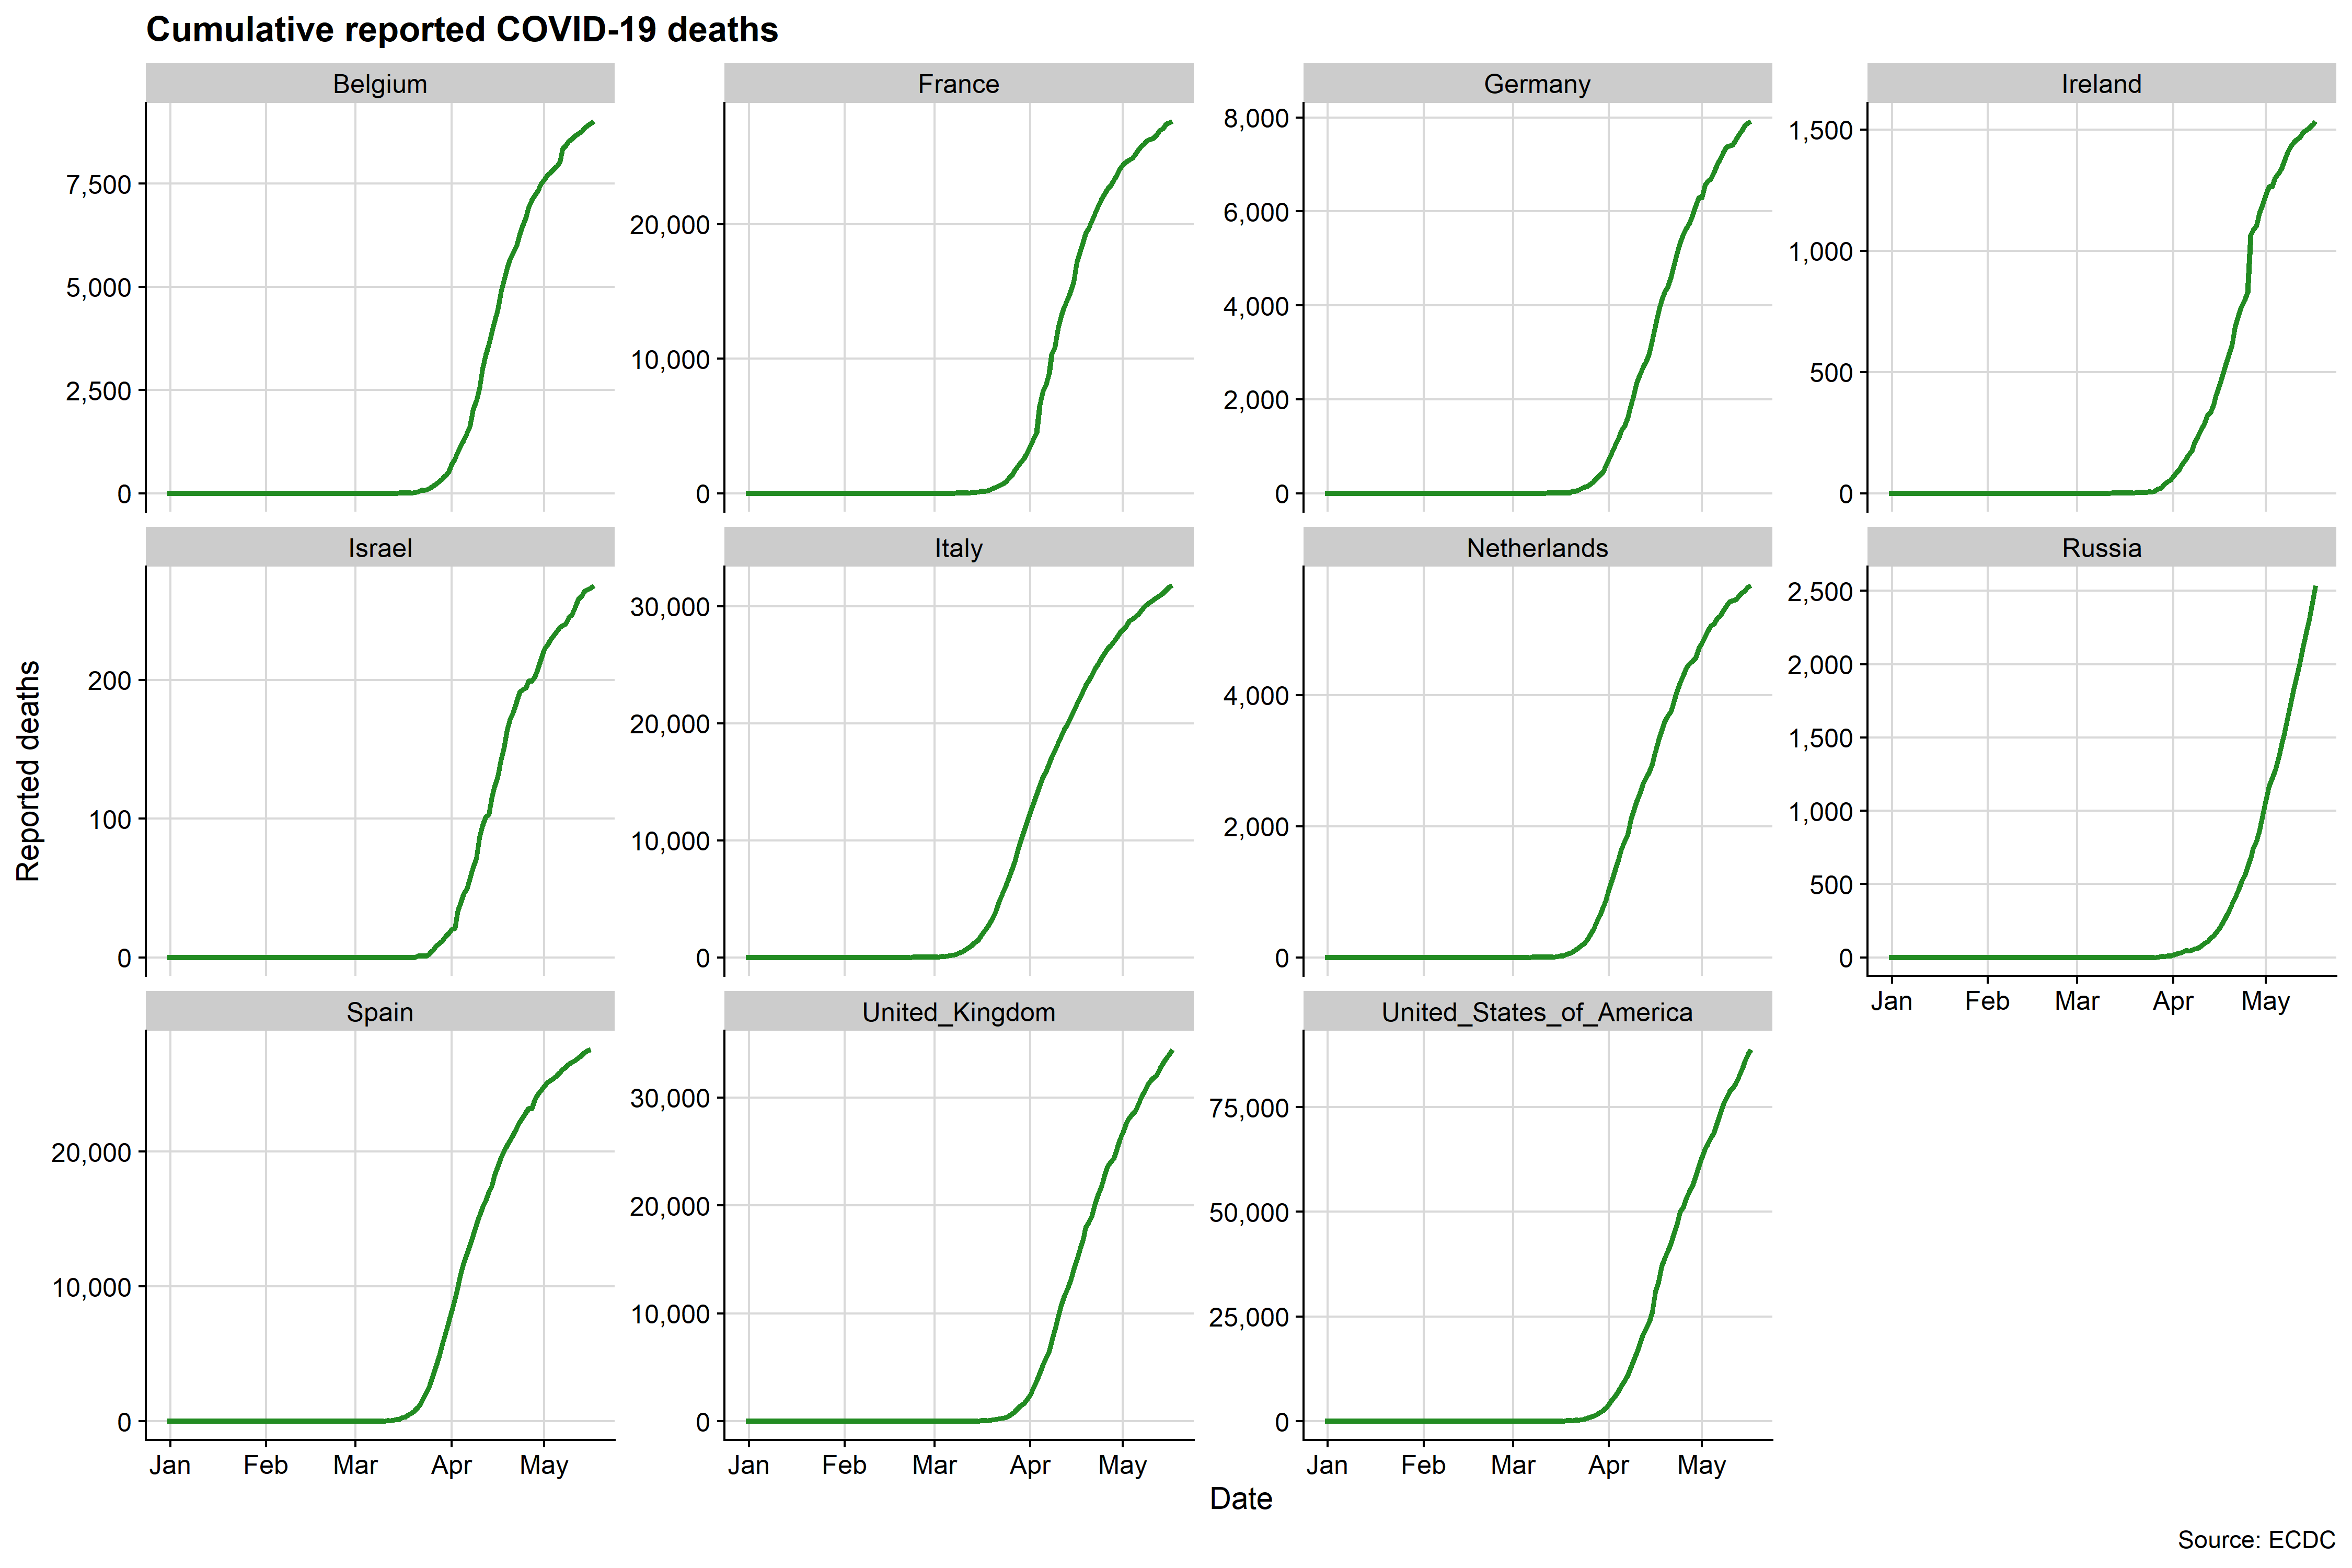 Cumulative reported COVID-19 deaths
Belgium
France
Germany
Ireland
7,500
5,000
2,500
0
20,000
10,000
0
8,000
6,000
4,000
2,000
0
1,500
1,000
500
0
Israel
Italy
Netherlands
Russia
200
100
0
30,000
20,000
10,000
0
4,000
2,000
0
2,500
2,000
1,500
1,000
500
0
Jan Feb Mar Apr May
Reported deaths
Spain
United_Kingdom
United_States_of_America
20,000
10,000
0
30,000
20,000
10,000
0
75,000
50,000
25,000
0
Jan Feb Mar Apr May
Jan Feb Mar Apr May
Jan Feb Mar Apr May
Date
Source: ECDC